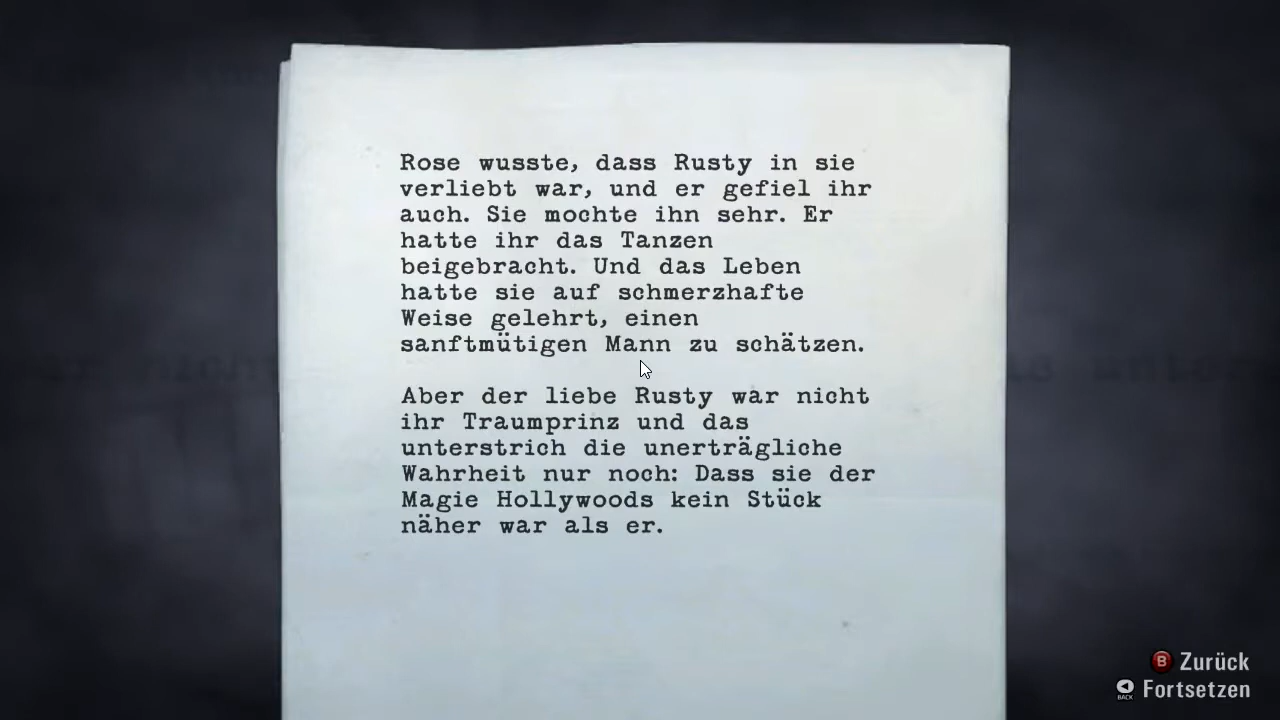 Rose wusste, dass Rusty in sie
verliebt war, und er gefiel ihr
auch. Sie mochte ihn sehr. Er
hatte ihr das Tanzen
beigebracht. Und das Leben
hatte sie auf schmerzhafte
Weise gelehrt, einen
sanftmütigen Mann zu schätzen.
Aber der liebe Rusty war nicht
ihr Traumprinz und das
unterstrich die unerträgliche
Wahrheit nur noch: Dass sie der
Magie Hollywoods kein Stück
näher war als er.
B Zurück
BACK Fortsetzen